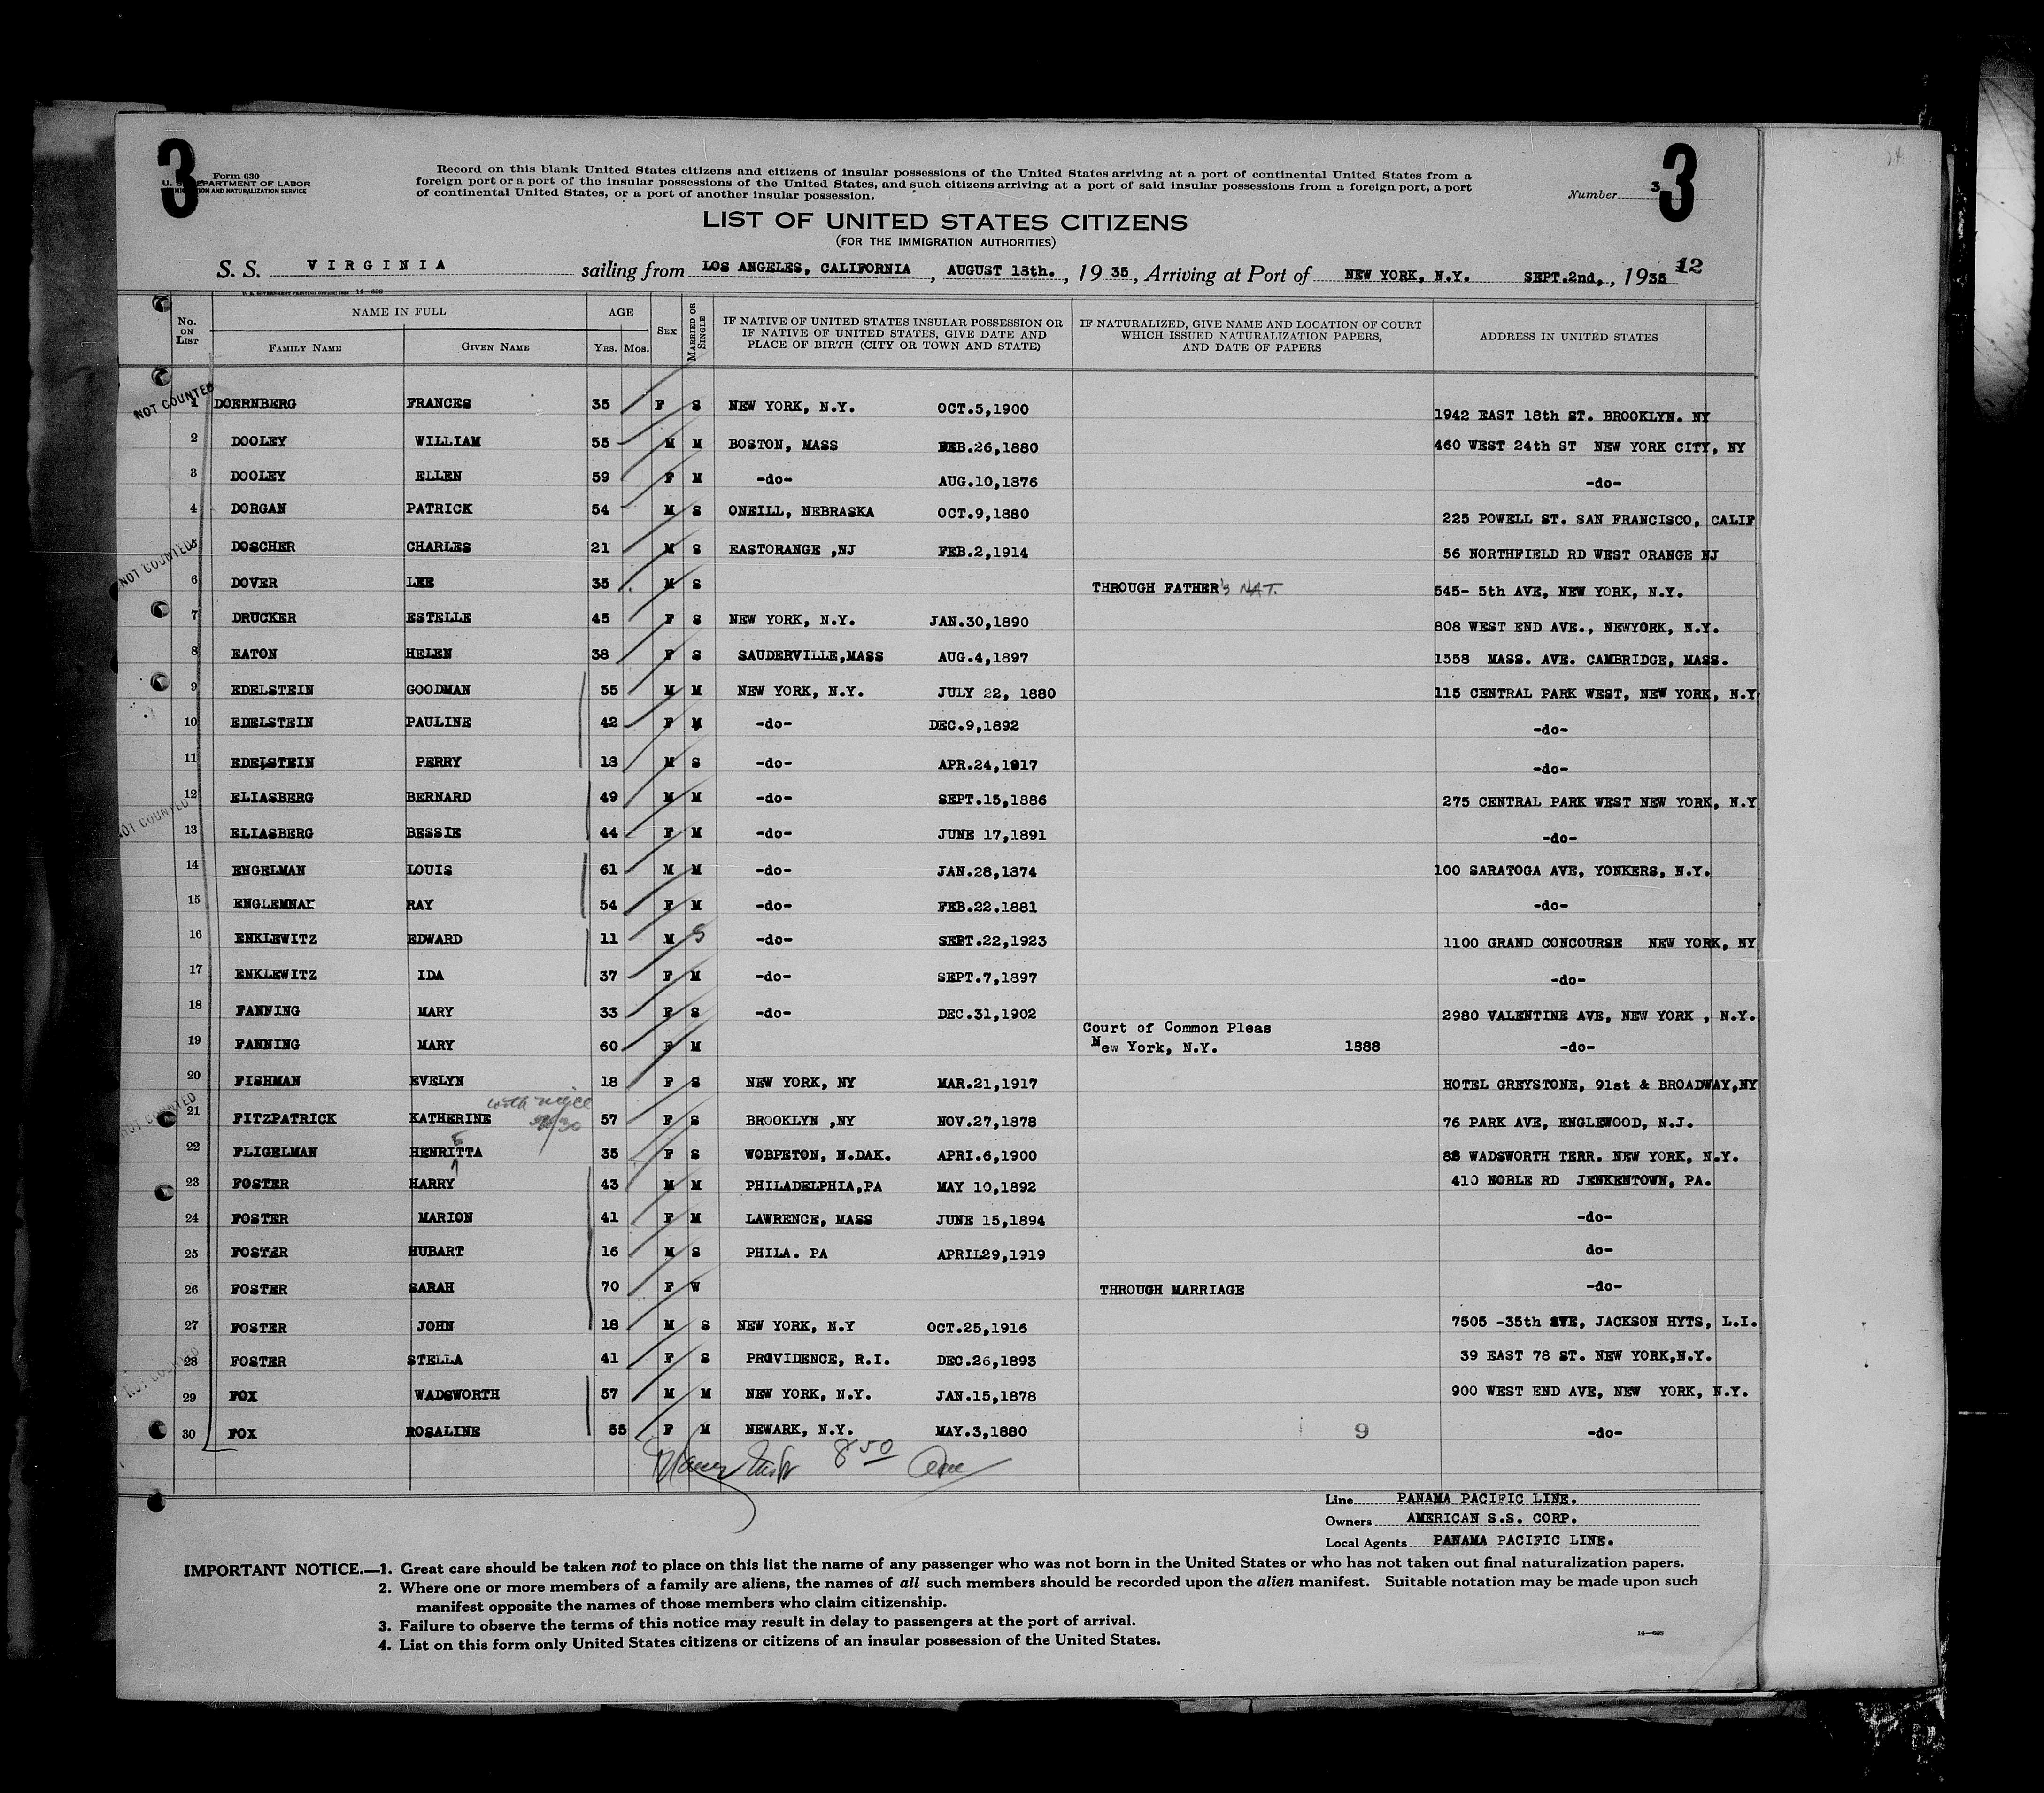 3
3
Form 630
U. S. DEPARTMENT OF LABOR
IMMIGRATION AND NATURALIZATION SERVICE
Record on this blank United States citizens and citizens of insular possessions of the United States arriving at a port of continental United States from a
foreign port or a port of the insular possessions of the United States, and such citizens arriving at a port of said insular possessions from a foreign port, a port
of continental United States, or a port of another insular possession.
Number 3
LIST OF UNITED STATES CITIZENS
(FOR THE IMMIGRATION AUTHORITIES)
S. S. VIRGINIA sailing from LOS ANGELES, CALIFORNIA, AUGUST 18th., 1935, Arriving at Port of NEW YORK, N.Y. SEPT.2nd,, 1935 12
No. ON LIST
NAME IN FULL
FAMILY NAME GIVEN NAME
AGE
YRS. MOS.
SEX
MARRIED OR SINGLE
IF NATIVE OF UNITED STATES INSULAR POSSESSION OR
IF NATIVE OF UNITED STATES, GIVE DATE AND
PLACE OF BIRTH (CITY OR TOWN AND STATE)
IF NATURALIZED, GIVE NAME AND LOCATION OF COURT
WHICH ISSUED NATURALIZATION PAPERS,
AND DATE OF PAPERS
ADDRESS IN UNITED STATES
NOT COUNTED
1 DOERNBERG FRANCES 35 F S NEW YORK, N.Y. OCT.5,1900 1942 EAST 18th ST. BROOKLYN. NY
2 DOOLEY WILLIAM 55 M M BOSTON, MASS FEB.26,1880 460 WEST 24th ST NEW YORK CITY, NY
3 DOOLEY ELLEN 59 F M -do- AUG.10,1876 -do-
4 DORGAN PATRICK 54 M S ONEILL, NEBRASKA OCT.9,1880 225 POWELL ST. SAN FRANCISCO, CALIF
NOT COUNTED
5 DOSCHER CHARLES 21 M S EASTORANGE ,NJ FEB.2,1914 56 NORTHFIELD RD WEST ORANGE NJ
6 DOVER LEE 35 M S THROUGH FATHER's NAT. 545- 5th AVE, NEW YORK, N.Y.
7 DRUCKER ESTELLE 45 F S NEW YORK, N.Y. JAN.30,1890 808 WEST END AVE., NEWYORK, N.Y.
8 EATON HELEN 38 F S SAUDERVILLE,MASS AUG.4,1897 1558 MASS. AVE. CAMBRIDGE, MASS.
9 EDELSTEIN GOODMAN 55 M M NEW YORK, N.Y. JULY 22, 1880 115 CENTRAL PARK WEST, NEW YORK, N.Y
10 EDELSTEIN PAULINE 42 F M -do- DEC.9,1892 -do-
11 EDELSTEIN PERRY 18 M S -do- APR.24,1917 -do-
12 ELIASBERG BERNARD 49 M M -do- SEPT.15,1886 275 CENTRAL PARK WEST NEW YORK, N.Y
NOT COUNTED
13 ELIASBERG BESSIE 44 F M -do- JUNE 17,1891 -do-
14 ENGELMAN LOUIS 61 M M -do- JAN.28,1874 100 SARATOGA AVE, YONKERS, N.Y.
15 ENGLEMNAr RAY 54 F M -do- FEB.22.1881 -do-
16 ENKLEWITZ EDWARD 11 M S -do- SEPT.22,1923 1100 GRAND CONCOURSE NEW YORK, NY
17 ENKLEWITZ IDA 37 F M -do- SEPT.7,1897 -do-
18 FANNING MARY 33 F S -do- DEC.31,1902 2980 VALENTINE AVE, NEW YORK , N.Y.
Court of Common Pleas
19 FANNING MARY 60 F M New York, N.Y. 1888 -do-
20 FISHMAN EVELYN 18 F S NEW YORK, NY MAR.21,1917 HOTEL GREYSTONE, 91st & BROADWAY,NY
NOT COUNTED
with niece
21 FITZPATRICK KATHERINE 57 F S BROOKLYN ,NY NOV.27,1878 76 PARK AVE, ENGLEWOOD, N.J.
E
22 FLIGELMAN HENRITTA 35 F S WOBPETON, N.DAK. APRI.6,1900 88 WADSWORTH TERR. NEW YORK, N.Y.
23 FOSTER HARRY 43 M M PHILADELPHIA,PA MAY 10,1892 410 NOBLE RD JENKENTOWN, PA.
24 FOSTER MARION 41 F M LAWRENCE, MASS JUNE 15,1894 -do-
25 FOSTER HUBART 16 M S PHILA. PA APRIL29,1919 do-
26 FOSTER SARAH 70 F W THROUGH MARRIAGE -do-
27 FOSTER JOHN 18 M S NEW YORK, N.Y OCT.25,1916 7505 -35th AVE, JACKSON HYTS, L.I.
NOT COUNTED
28 FOSTER STELLA 41 F S PROVIDENCE, R.I. DEC.26,1893 39 EAST 78 ST. NEW YORK,N.Y.
29 FOX WADSWORTH 57 M M NEW YORK, N.Y. JAN.15,1878 900 WEST END AVE, NEW YORK, N.Y.
30 FOX ROSALINE 55 F M NEWARK, N.Y. MAY.3,1880 9 -do-
8 50
Line PANAMA PACIFIC LINE.
Owners AMERICAN S.S. CORP.
Local Agents PANAMA PACIFIC LINE.
IMPORTANT NOTICE.—1. Great care should be taken not to place on this list the name of any passenger who was not born in the United States or who has not taken out final naturalization papers.
2. Where one or more members of a family are aliens, the names of all such members should be recorded upon the alien manifest. Suitable notation may be made upon such
manifest opposite the names of those members who claim citizenship.
3. Failure to observe the terms of this notice may result in delay to passengers at the port of arrival.
4. List on this form only United States citizens or citizens of an insular possession of the United States.
14—608